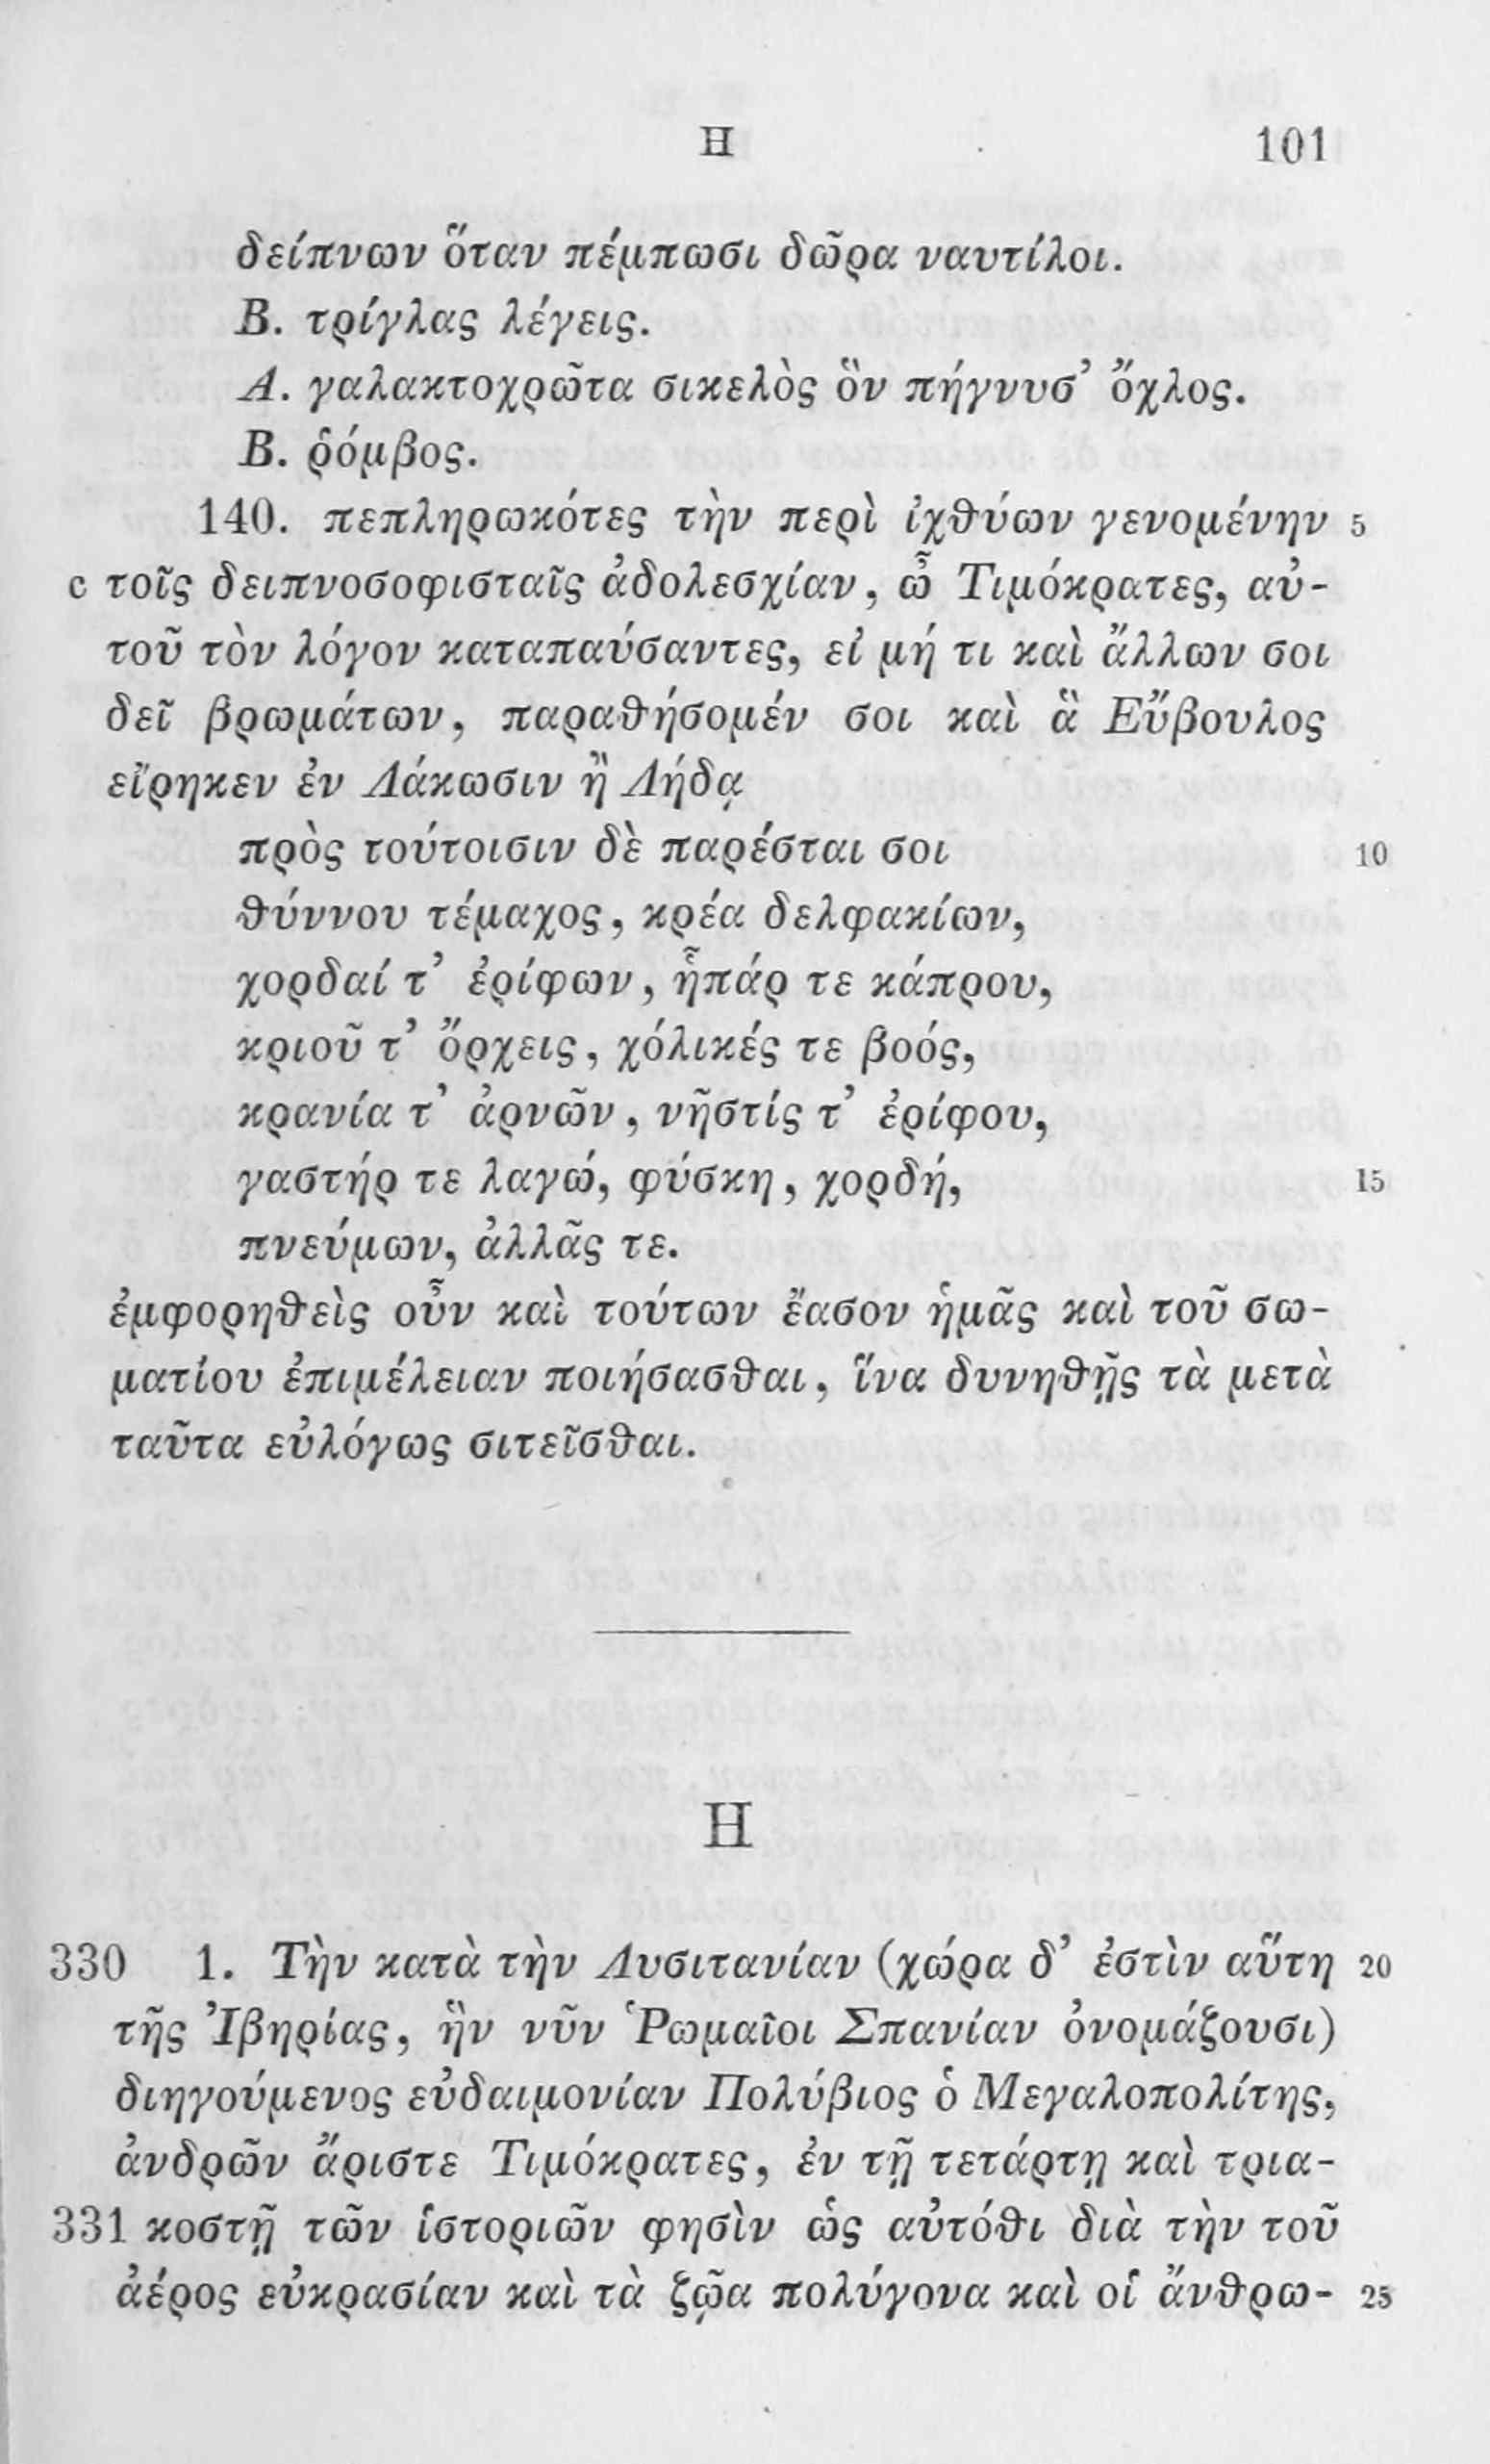 H 101
δείπνων ὅταν πέμπωσι δῶρα ναυτίλοι.
Β. τρίγλας λέγεις.
Α. γαλακτοχρῶτα σικελὸς ὃν πήγνυσ’ ὄχλος.
Β. ῥόμβος.
140. πεπληρωκότες τὴν περὶ ἰχθύων γενομένην 5
c τοῖς δειπνοσοφισταῖς ἀδολεσχίαν, ὦ Τιμόκρατες, αὐ-
τοῦ τὸν λόγον καταπαύσαντες, εἰ μή τι καὶ ἄλλων σοι
δεῖ βρωμάτων, παραθήσομέν σοι καὶ ἃ Εὔβουλος
εἴρηκεν ἐν Λάκωσιν ἢ Λήδᾳ
πρὸς τούτοισιν δὲ παρέσται σοι 10
θύννου τέμαχος, κρέα δελφακίων,
χορδαί τ’ ἐρίφων, ἧπάρ τε κάπρου,
κριοῦ τ’ ὄρχεις, χόλικές τε βοός,
κρανία τ’ ἀρνῶν, νῆστίς τ’ ἐρίφου,
γαστήρ τε λαγώ, φύσκη, χορδή, 15
πνεύμων, ἀλλᾶς τε.
ἐμφορηθεὶς οὖν καὶ τούτων ἔασον ἡμᾶς καὶ τοῦ σω-
ματίου ἐπιμέλειαν ποιήσασθαι, ἵνα δυνηθῇς τὰ μετὰ
ταῦτα εὐλόγως σιτεῖσθαι.
H
330 1. Τὴν κατὰ τὴν Λυσιτανίαν (χώρα δ’ ἐστὶν αὕτη 20
τῆς Ἰβηρίας, ἣν νῦν Ῥωμαῖοι Σπανίαν ὀνομάζουσι)
διηγούμενος εὐδαιμονίαν Πολύβιος ὁ Μεγαλοπολίτης,
ἀνδρῶν ἄριστε Τιμόκρατες, ἐν τῇ τετάρτῃ καὶ τρια-
331 κοστῇ τῶν ἱστοριῶν φησὶν ὡς αὐτόθι διὰ τὴν τοῦ
ἀέρος εὐκρασίαν καὶ τὰ ζῷα πολύγονα καὶ οἱ ἄνθρω- 25